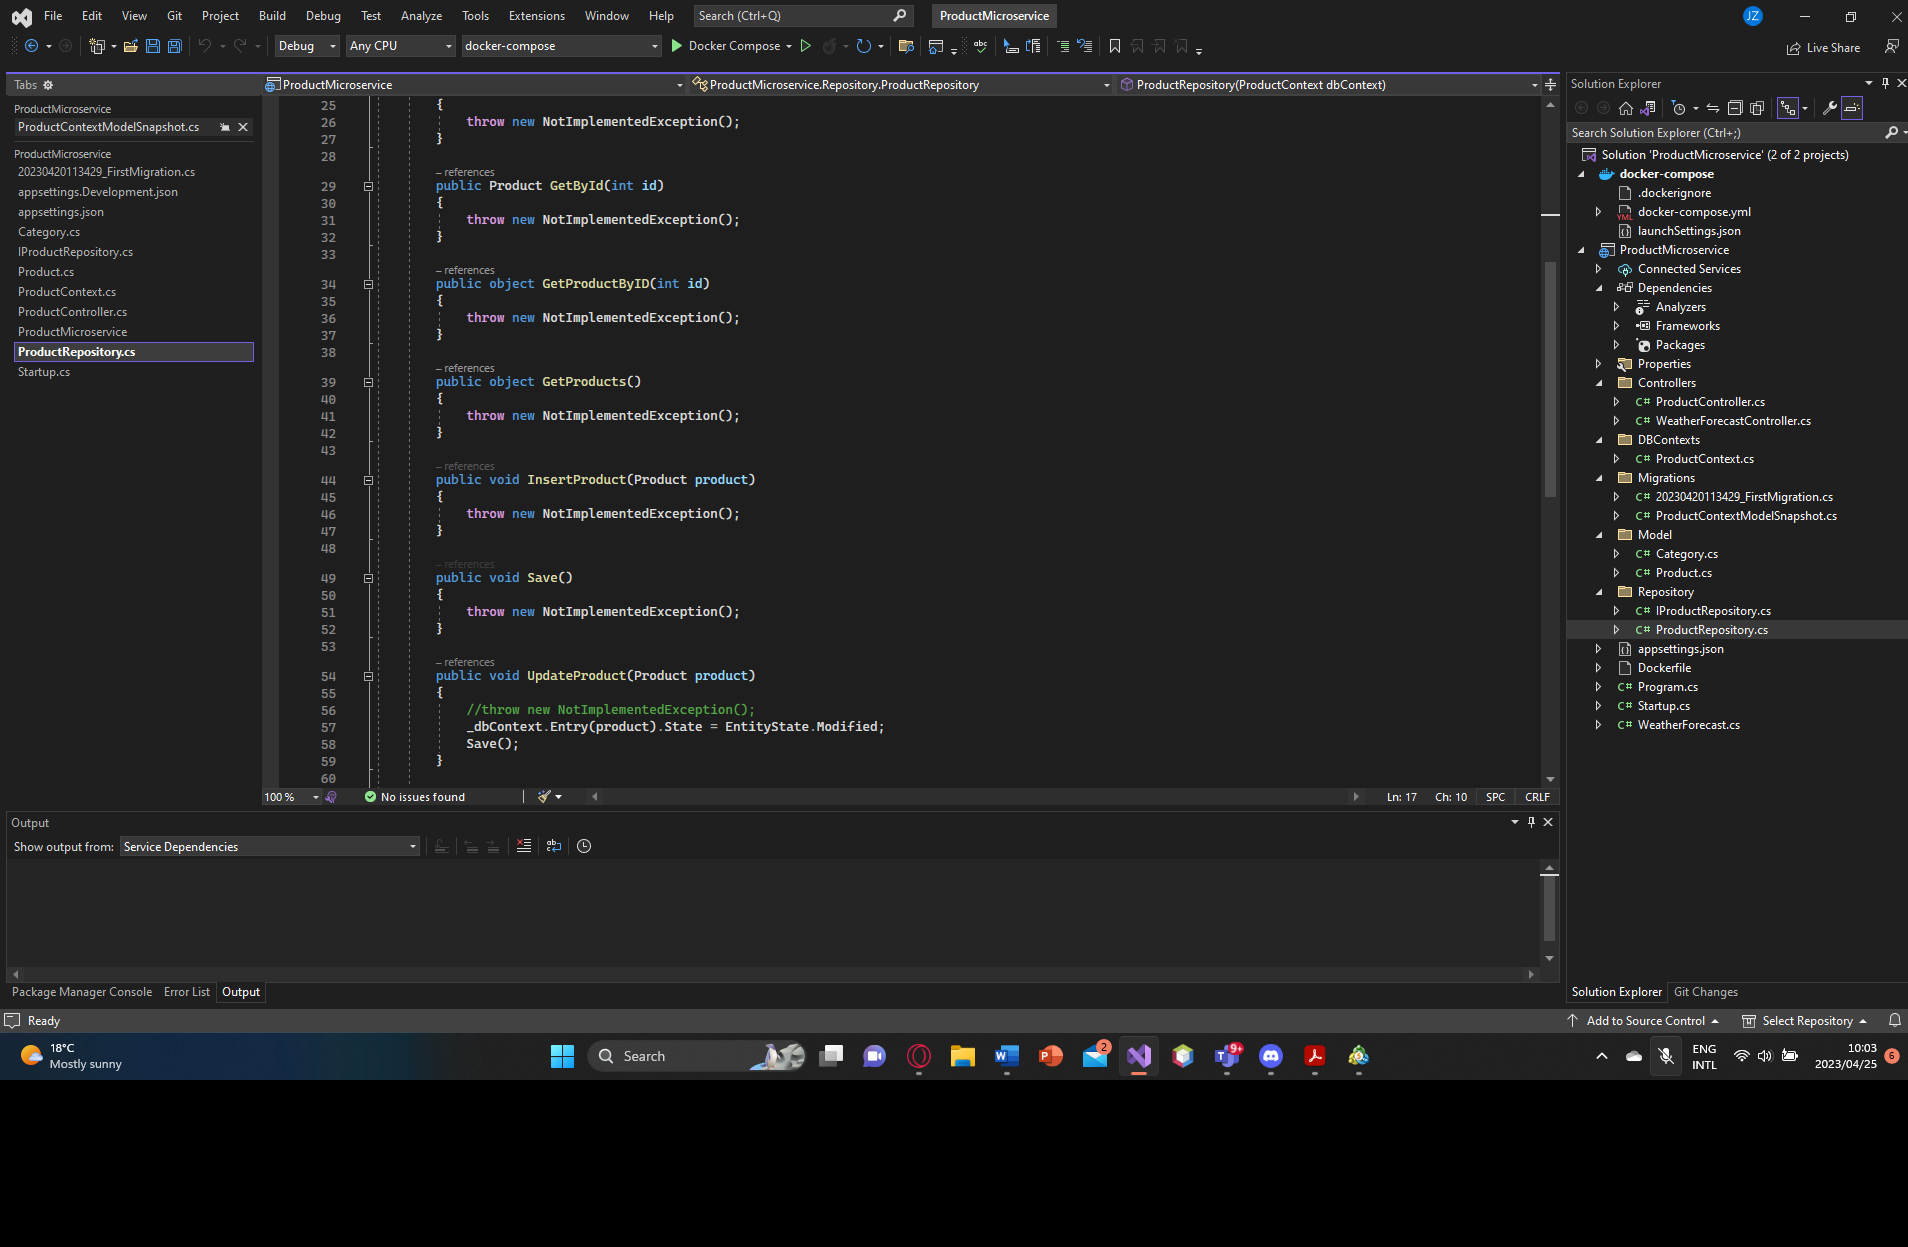 File Edit View Git Project Build Debug Test Analyze Tools Extensions Window Help Search (Ctrl+Q) ProductMicroservice JZ
Debug Any CPU docker-compose Docker Compose Live Share
Tabs
ProductMicroservice
ProductContextModelSnapshot.cs
ProductMicroservice
20230420113429_FirstMigration.cs
appsettings.Development.json
appsettings.json
Category.cs
IProductRepository.cs
Product.cs
ProductContext.cs
ProductController.cs
ProductMicroservice
ProductRepository.cs
Startup.cs
ProductMicroservice ProductMicroservice.Repository.ProductRepository ProductRepository(ProductContext dbContext)
25 {
26 throw new NotImplementedException();
27 }
28
– references
29 public Product GetById(int id)
30 {
31 throw new NotImplementedException();
32 }
33
– references
34 public object GetProductByID(int id)
35 {
36 throw new NotImplementedException();
37 }
38
– references
39 public object GetProducts()
40 {
41 throw new NotImplementedException();
42 }
43
– references
44 public void InsertProduct(Product product)
45 {
46 throw new NotImplementedException();
47 }
48
– references
49 public void Save()
50 {
51 throw new NotImplementedException();
52 }
53
– references
54 public void UpdateProduct(Product product)
55 {
56 //throw new NotImplementedException();
57 _dbContext.Entry(product).State = EntityState.Modified;
58 Save();
59 }
60
100 % No issues found Ln: 17 Ch: 10 SPC CRLF
Output
Show output from: Service Dependencies
Package Manager Console Error List Output
Solution Explorer
Search Solution Explorer (Ctrl+;)
Solution 'ProductMicroservice' (2 of 2 projects)
docker-compose
.dockerignore
docker-compose.yml
launchSettings.json
ProductMicroservice
Connected Services
Dependencies
Analyzers
Frameworks
Packages
Properties
Controllers
C# ProductController.cs
C# WeatherForecastController.cs
DBContexts
C# ProductContext.cs
Migrations
C# 20230420113429_FirstMigration.cs
C# ProductContextModelSnapshot.cs
Model
C# Category.cs
C# Product.cs
Repository
C# IProductRepository.cs
C# ProductRepository.cs
appsettings.json
Dockerfile
C# Program.cs
C# Startup.cs
C# WeatherForecast.cs
Solution Explorer Git Changes
Ready Add to Source Control Select Repository
18°C
Mostly sunny
Search
2
9+
ENG
INTL
10:03
2023/04/25
6